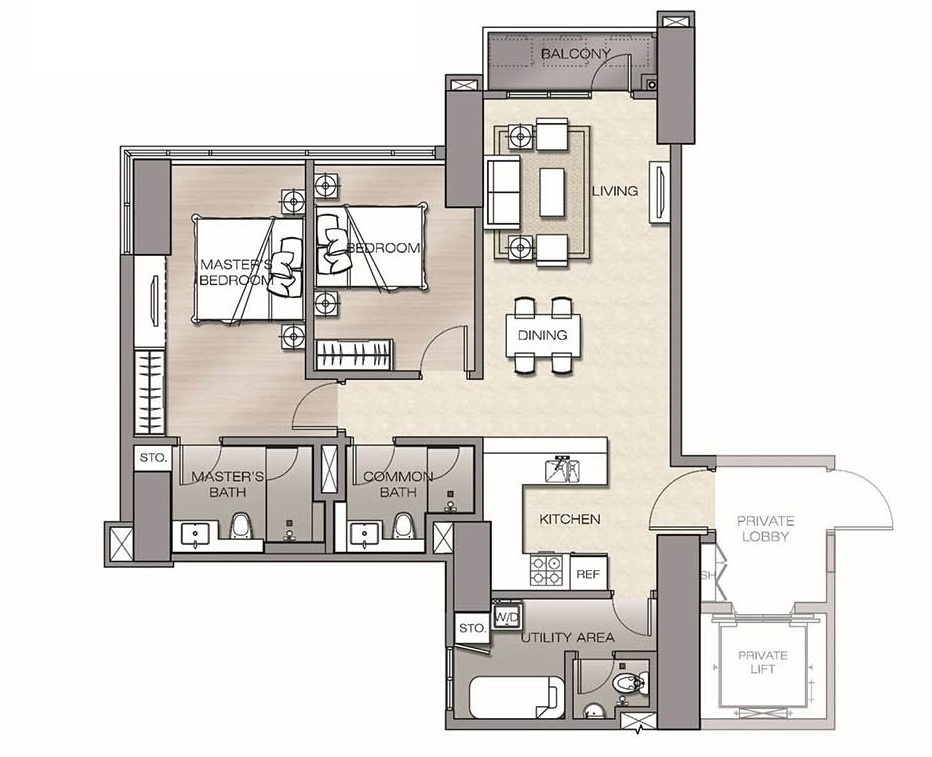 BALCONY
LIVING
BEDROOM
MASTER'S
BEDROOM
DINING
STO.
MASTER'S
BATH
COMMON
BATH
KITCHEN
REF
PRIVATE
LOBBY
SH
W/D
STO.
UTILITY AREA
PRIVATE
LIFT